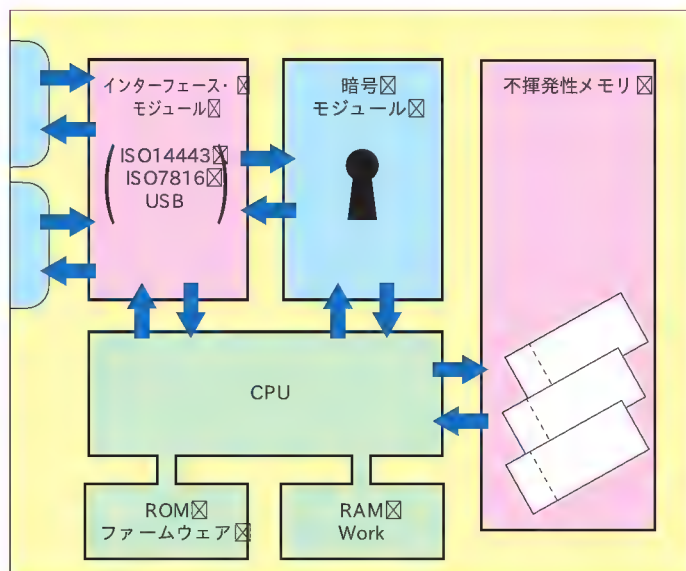 インターフェース・
モジュール
(ISO14443
ISO7816
USB)
暗号
モジュール
不揮発性メモリ
CPU
ROM
ファームウェア
RAM
Work